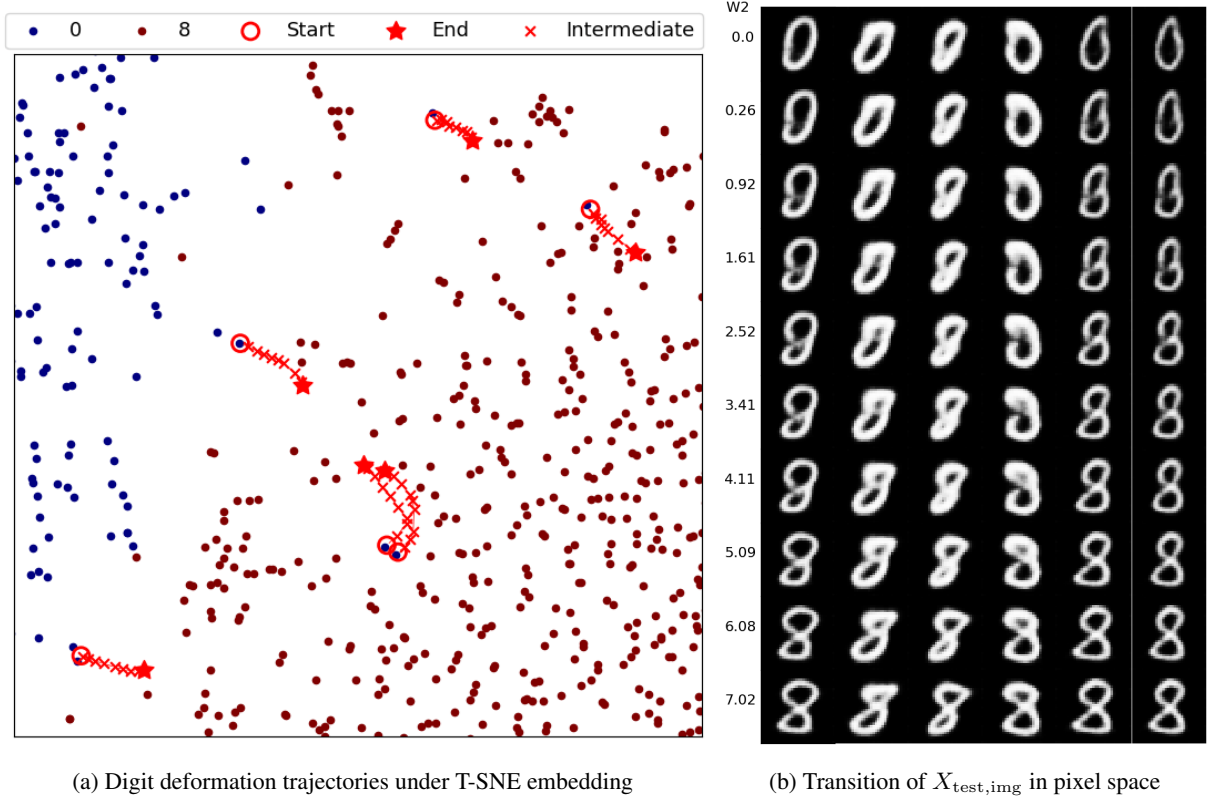 0 8 Start End Intermediate
W2
0.0
0.26
0.92
1.61
2.52
3.41
4.11
5.09
6.08
7.02
(a) Digit deformation trajectories under T-SNE embedding
(b) Transition of X_test,img in pixel space